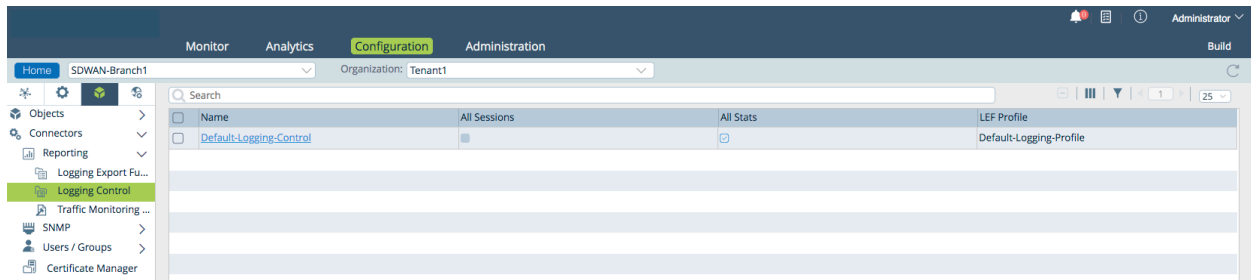 Administrator
Monitor Analytics Configuration Administration Build
Home SDWAN-Branch1 Organization: Tenant1
Search 1 25
Objects
Name All Sessions All Stats LEF Profile
Connectors
Default-Logging-Control Default-Logging-Profile
Reporting
Logging Export Fu...
Logging Control
Traffic Monitoring ...
SNMP
Users / Groups
Certificate Manager